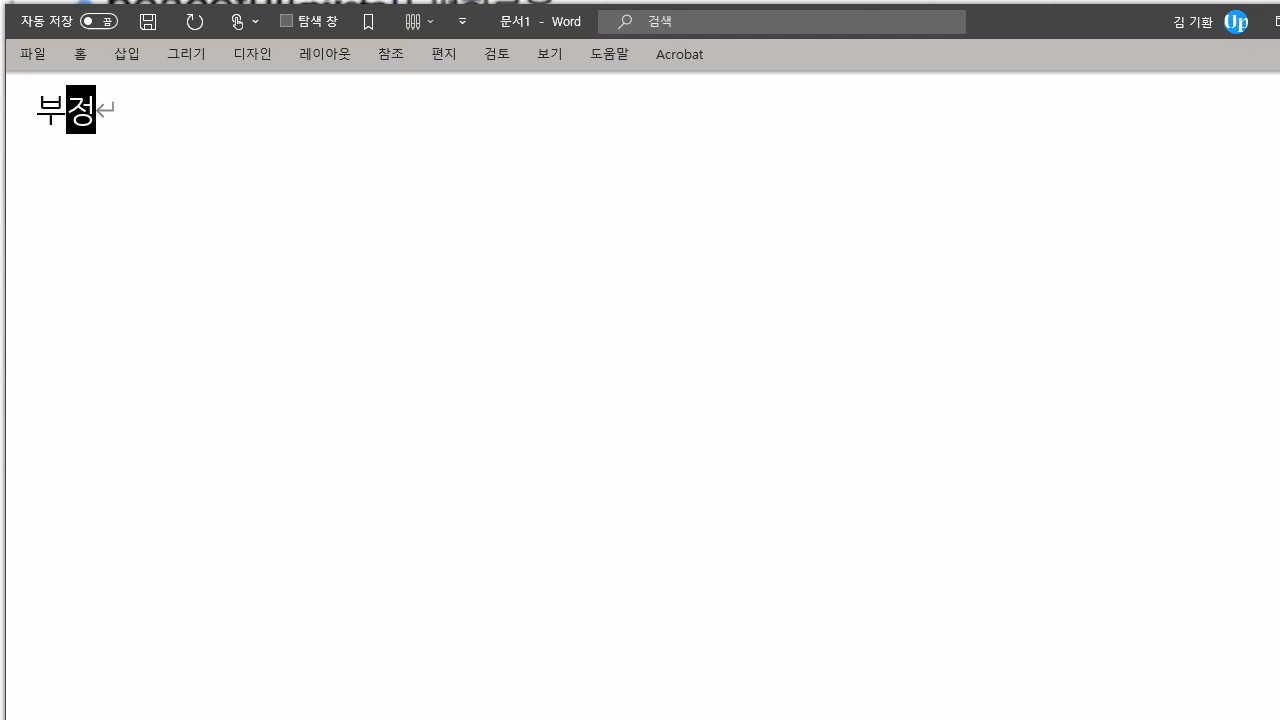 자동 저장 끔 탐색 창 문서1 - Word 검색 김 기환 Up
파일 홈 삽입 그리기 디자인 레이아웃 참조 편지 검토 보기 도움말 Acrobat
부정↵